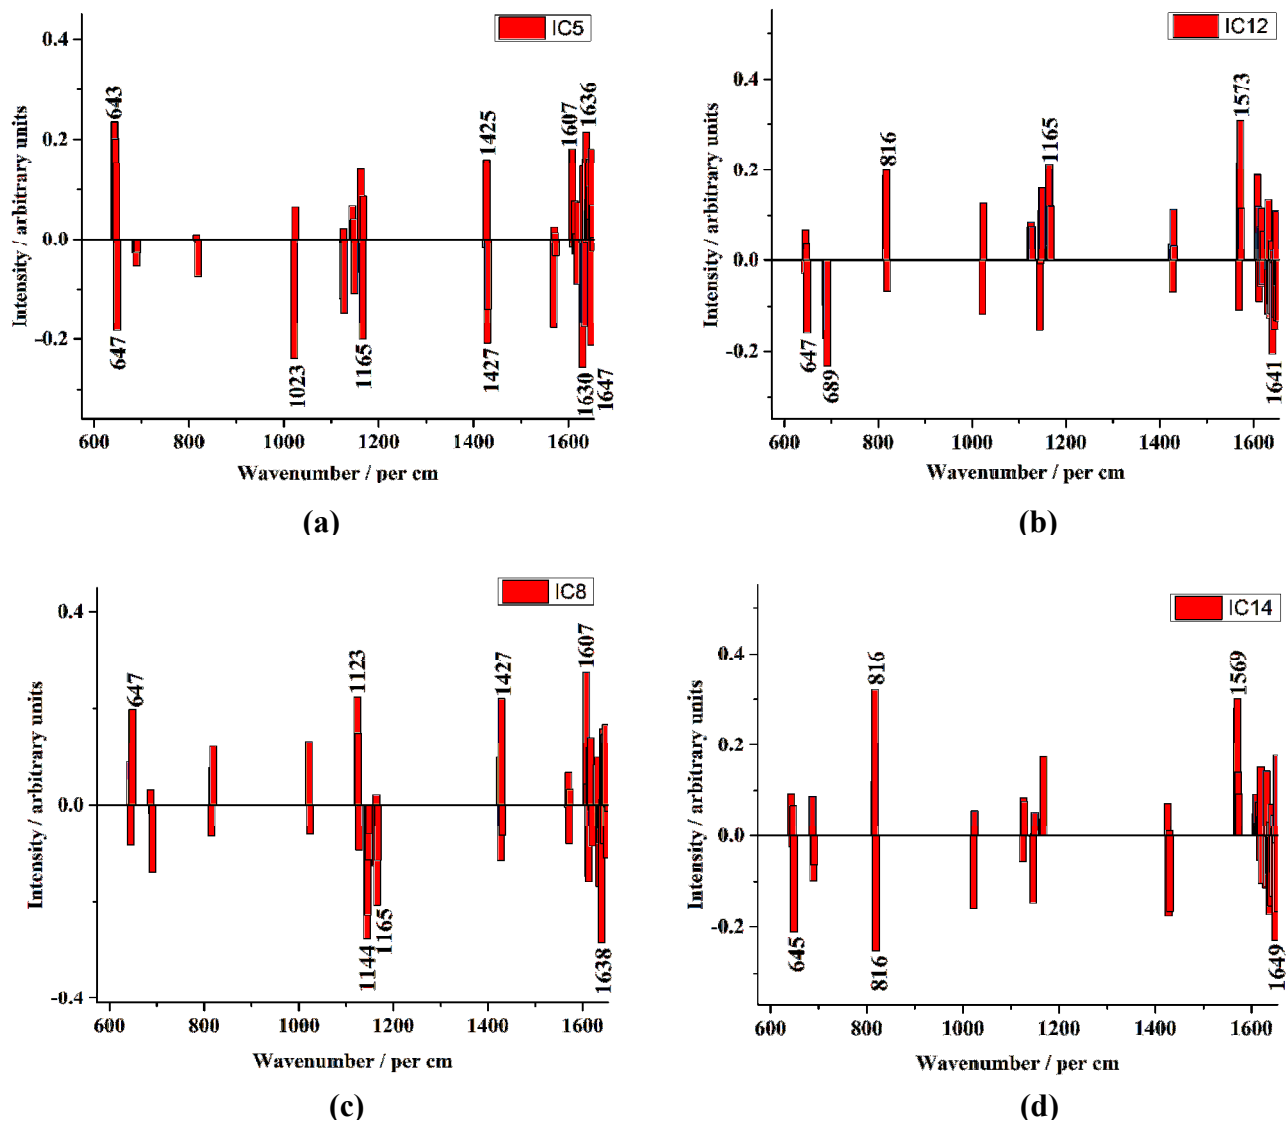 IC5
Intensity / arbitrary units
0.4
0.2
0.0
-0.2
643
647
1023
1165
1425
1427
1607
1636
1630
1647
600 800 1000 1200 1400 1600
Wavenumber / per cm
(a)
IC12
Intensity / arbitrary units
0.4
0.2
0.0
-0.2
647
689
816
1165
1573
1641
600 800 1000 1200 1400 1600
Wavenumber / per cm
(b)
IC8
Intensity / arbitrary units
0.4
0.0
-0.4
647
1123
1144
1165
1427
1607
1638
600 800 1000 1200 1400 1600
Wavenumber / per cm
(c)
IC14
Intensity / arbitrary units
0.4
0.2
0.0
-0.2
645
816
816
1569
1649
600 800 1000 1200 1400 1600
Wavenumber / per cm
(d)